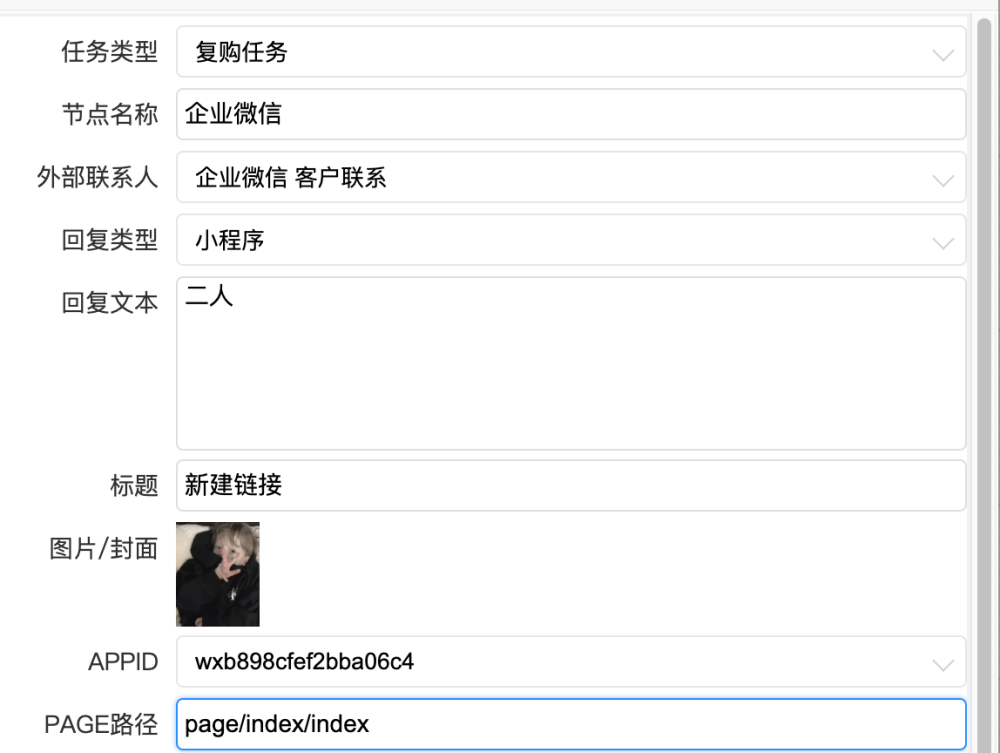 任务类型 复购任务
节点名称 企业微信
外部联系人 企业微信 客户联系
回复类型 小程序
回复文本 二人
标题 新建链接
图片/封面
APPID wxb898cfef2bba06c4
PAGE路径 page/index/index